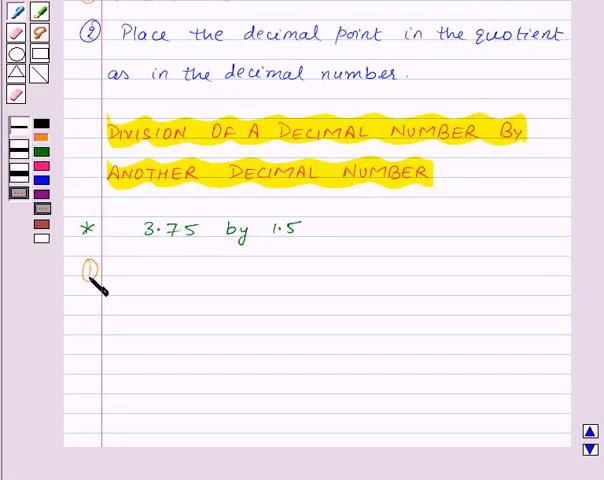 ② Place the decimal point in the quotient
as in the decimal number.
DIVISION OF A DECIMAL NUMBER BY
ANOTHER DECIMAL NUMBER
* 3.75 by 1.5
①